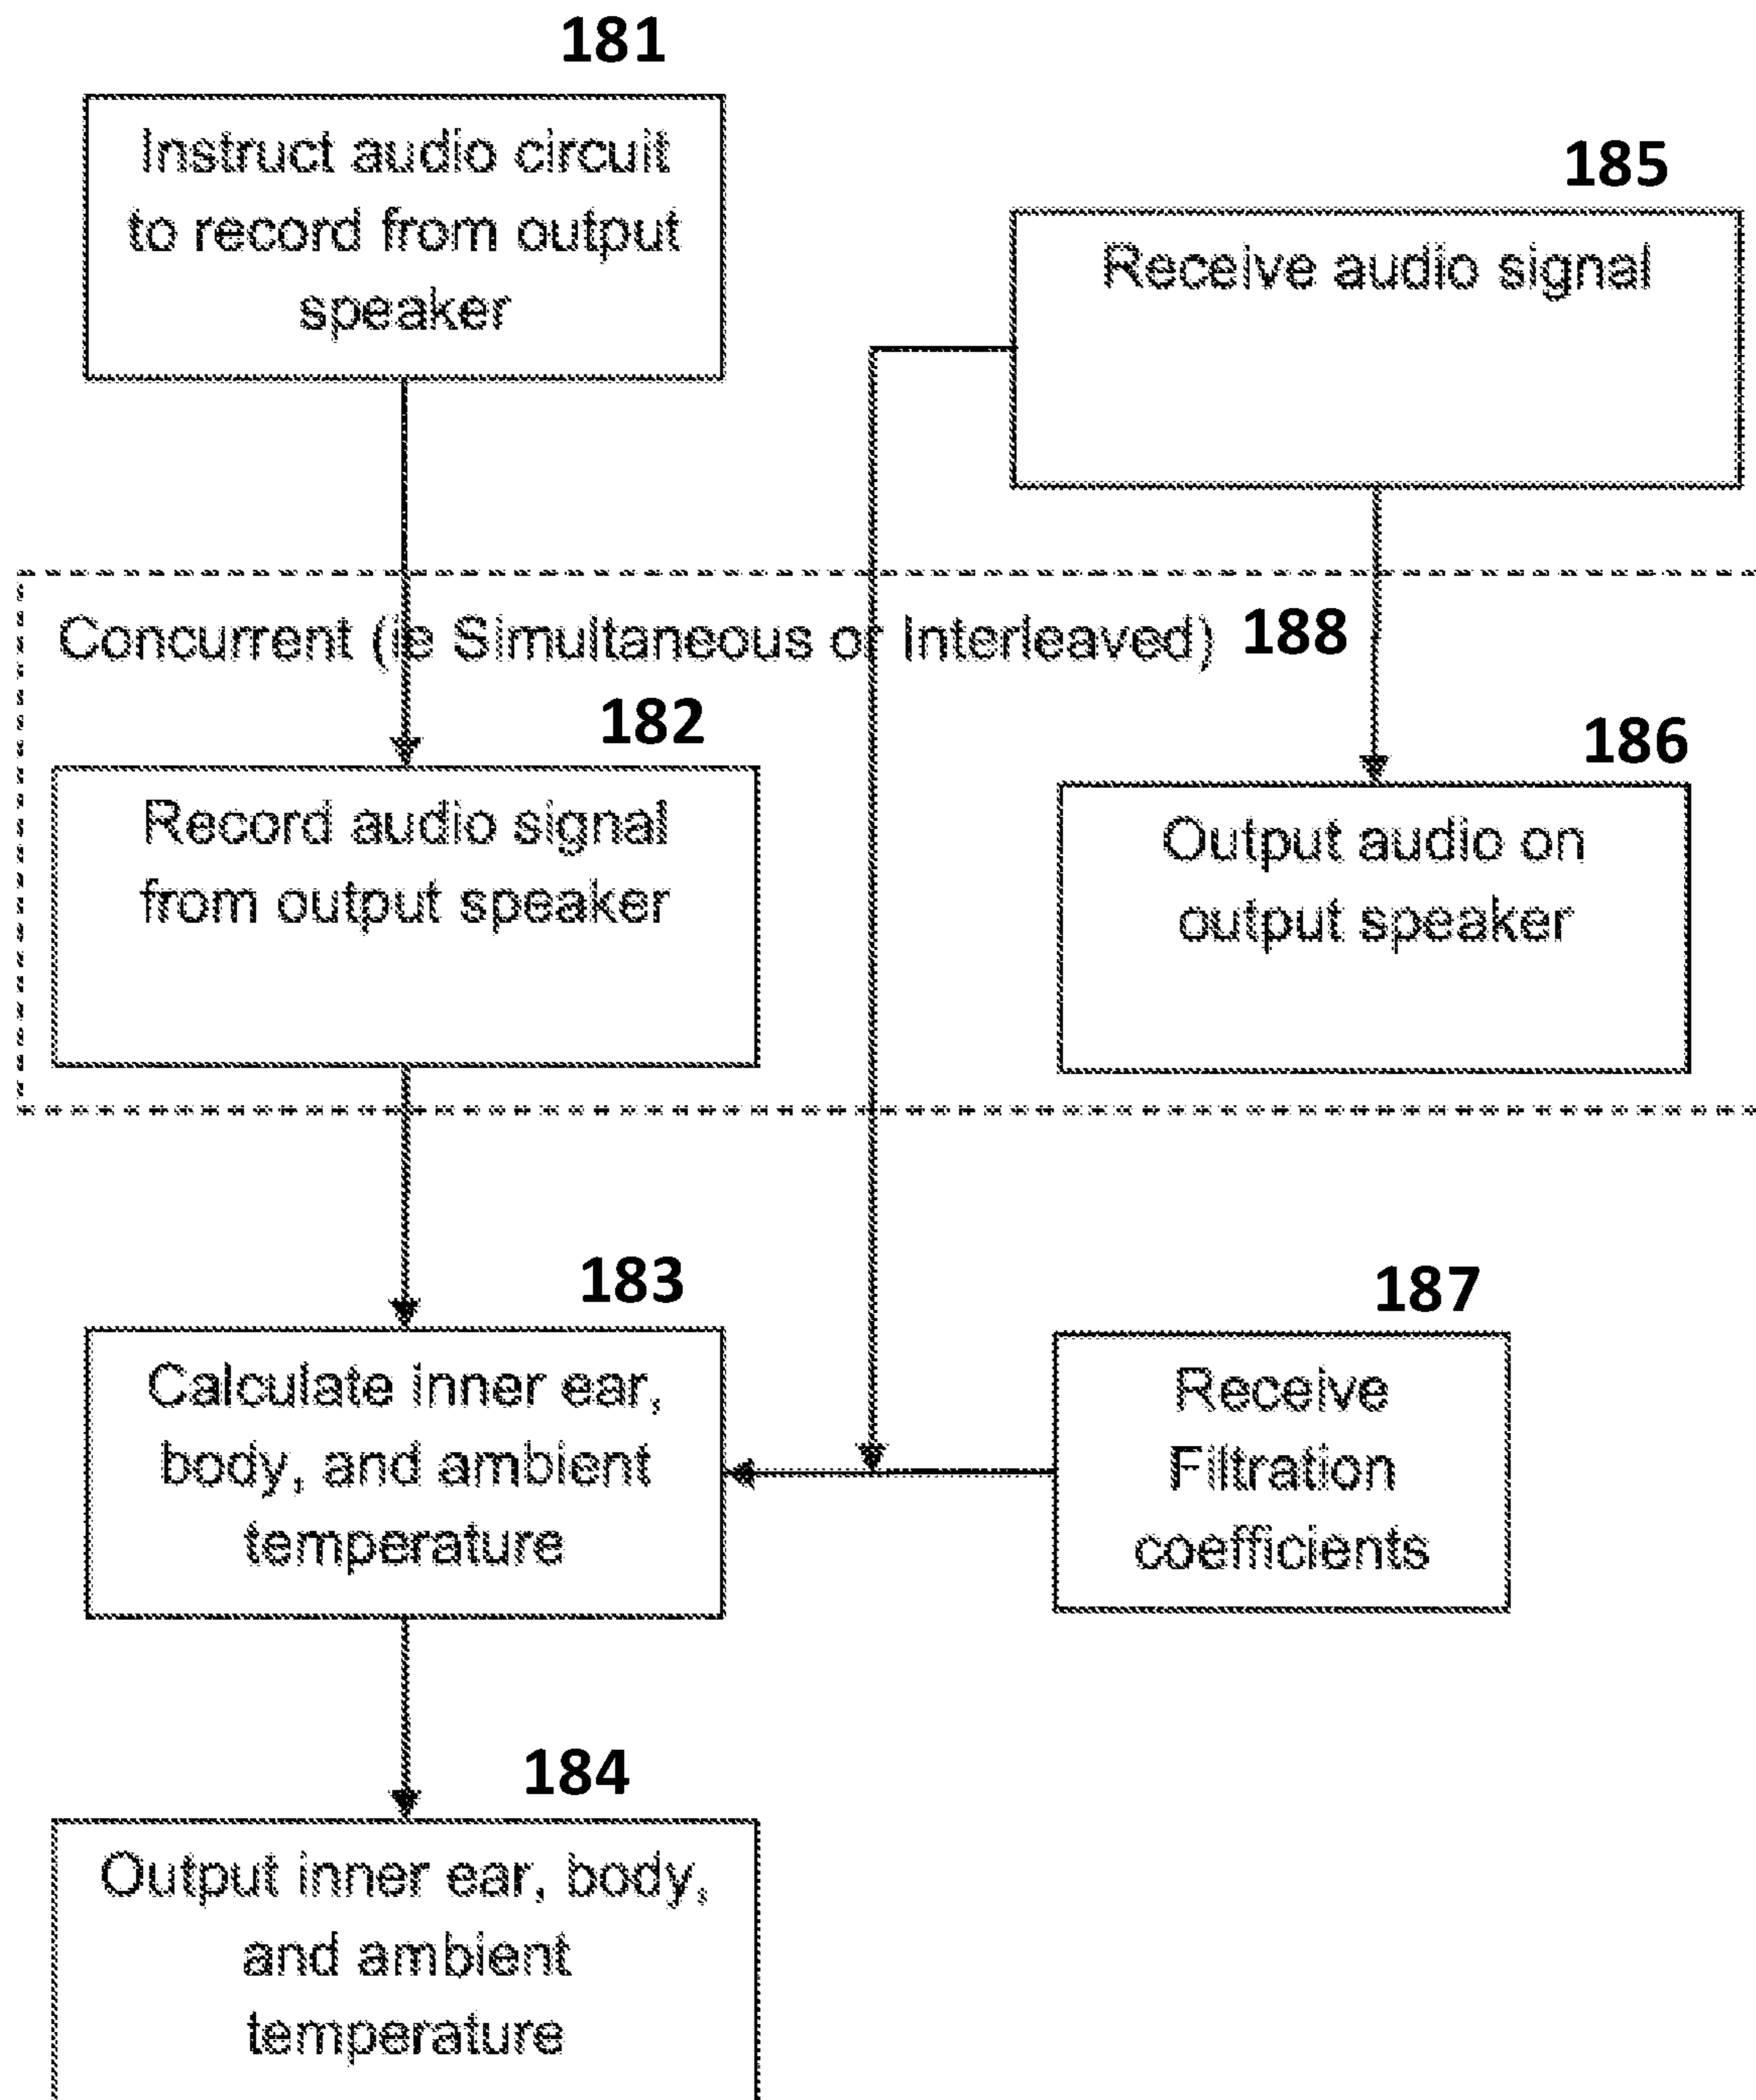 181
Instruct audio circuit
to record from output
speaker
185
Receive audio signal
Concurrent (ie Simultaneous or Interleaved) 188
182
Record audio signal
from output speaker
186
Output audio on
output speaker
183
Calculate inner ear,
body, and ambient
temperature
187
Receive
Filtration
coefficients
184
Output inner ear, body,
and ambient
temperature